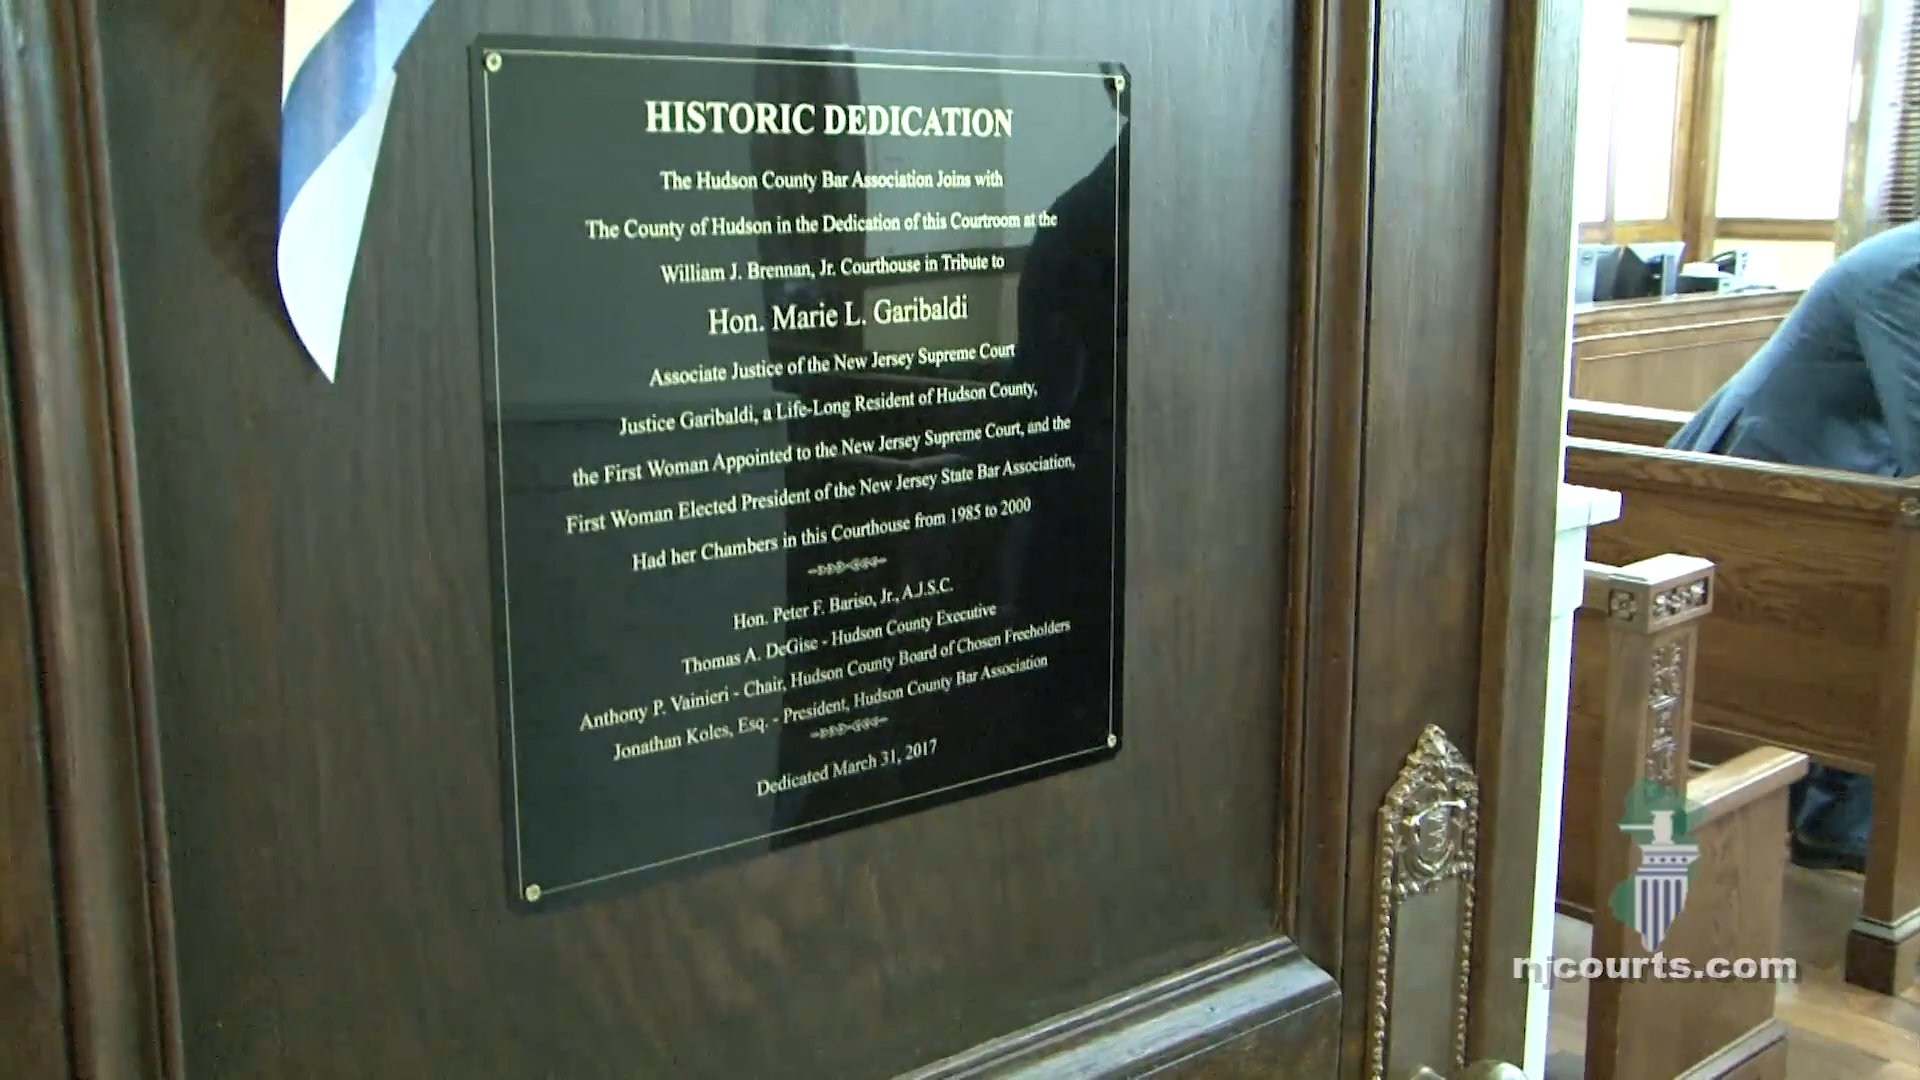 HISTORIC DEDICATION
The Hudson County Bar Association Joins with
The County of Hudson in the Dedication of this Courtroom at the
William J. Brennan, Jr. Courthouse in Tribute to
Hon. Marie L. Garibaldi
Associate Justice of the New Jersey Supreme Court
Justice Garibaldi, a Life-Long Resident of Hudson County,
the First Woman Appointed to the New Jersey Supreme Court, and the
First Woman Elected President of the New Jersey State Bar Association,
Had her Chambers in this Courthouse from 1985 to 2000
Hon. Peter F. Bariso, Jr., A.J.S.C.
Thomas A. DeGise - Hudson County Executive
Anthony P. Vainieri - Chair, Hudson County Board of Chosen Freeholders
Jonathan Koles, Esq. - President, Hudson County Bar Association
Dedicated March 31, 2017
njcourts.com